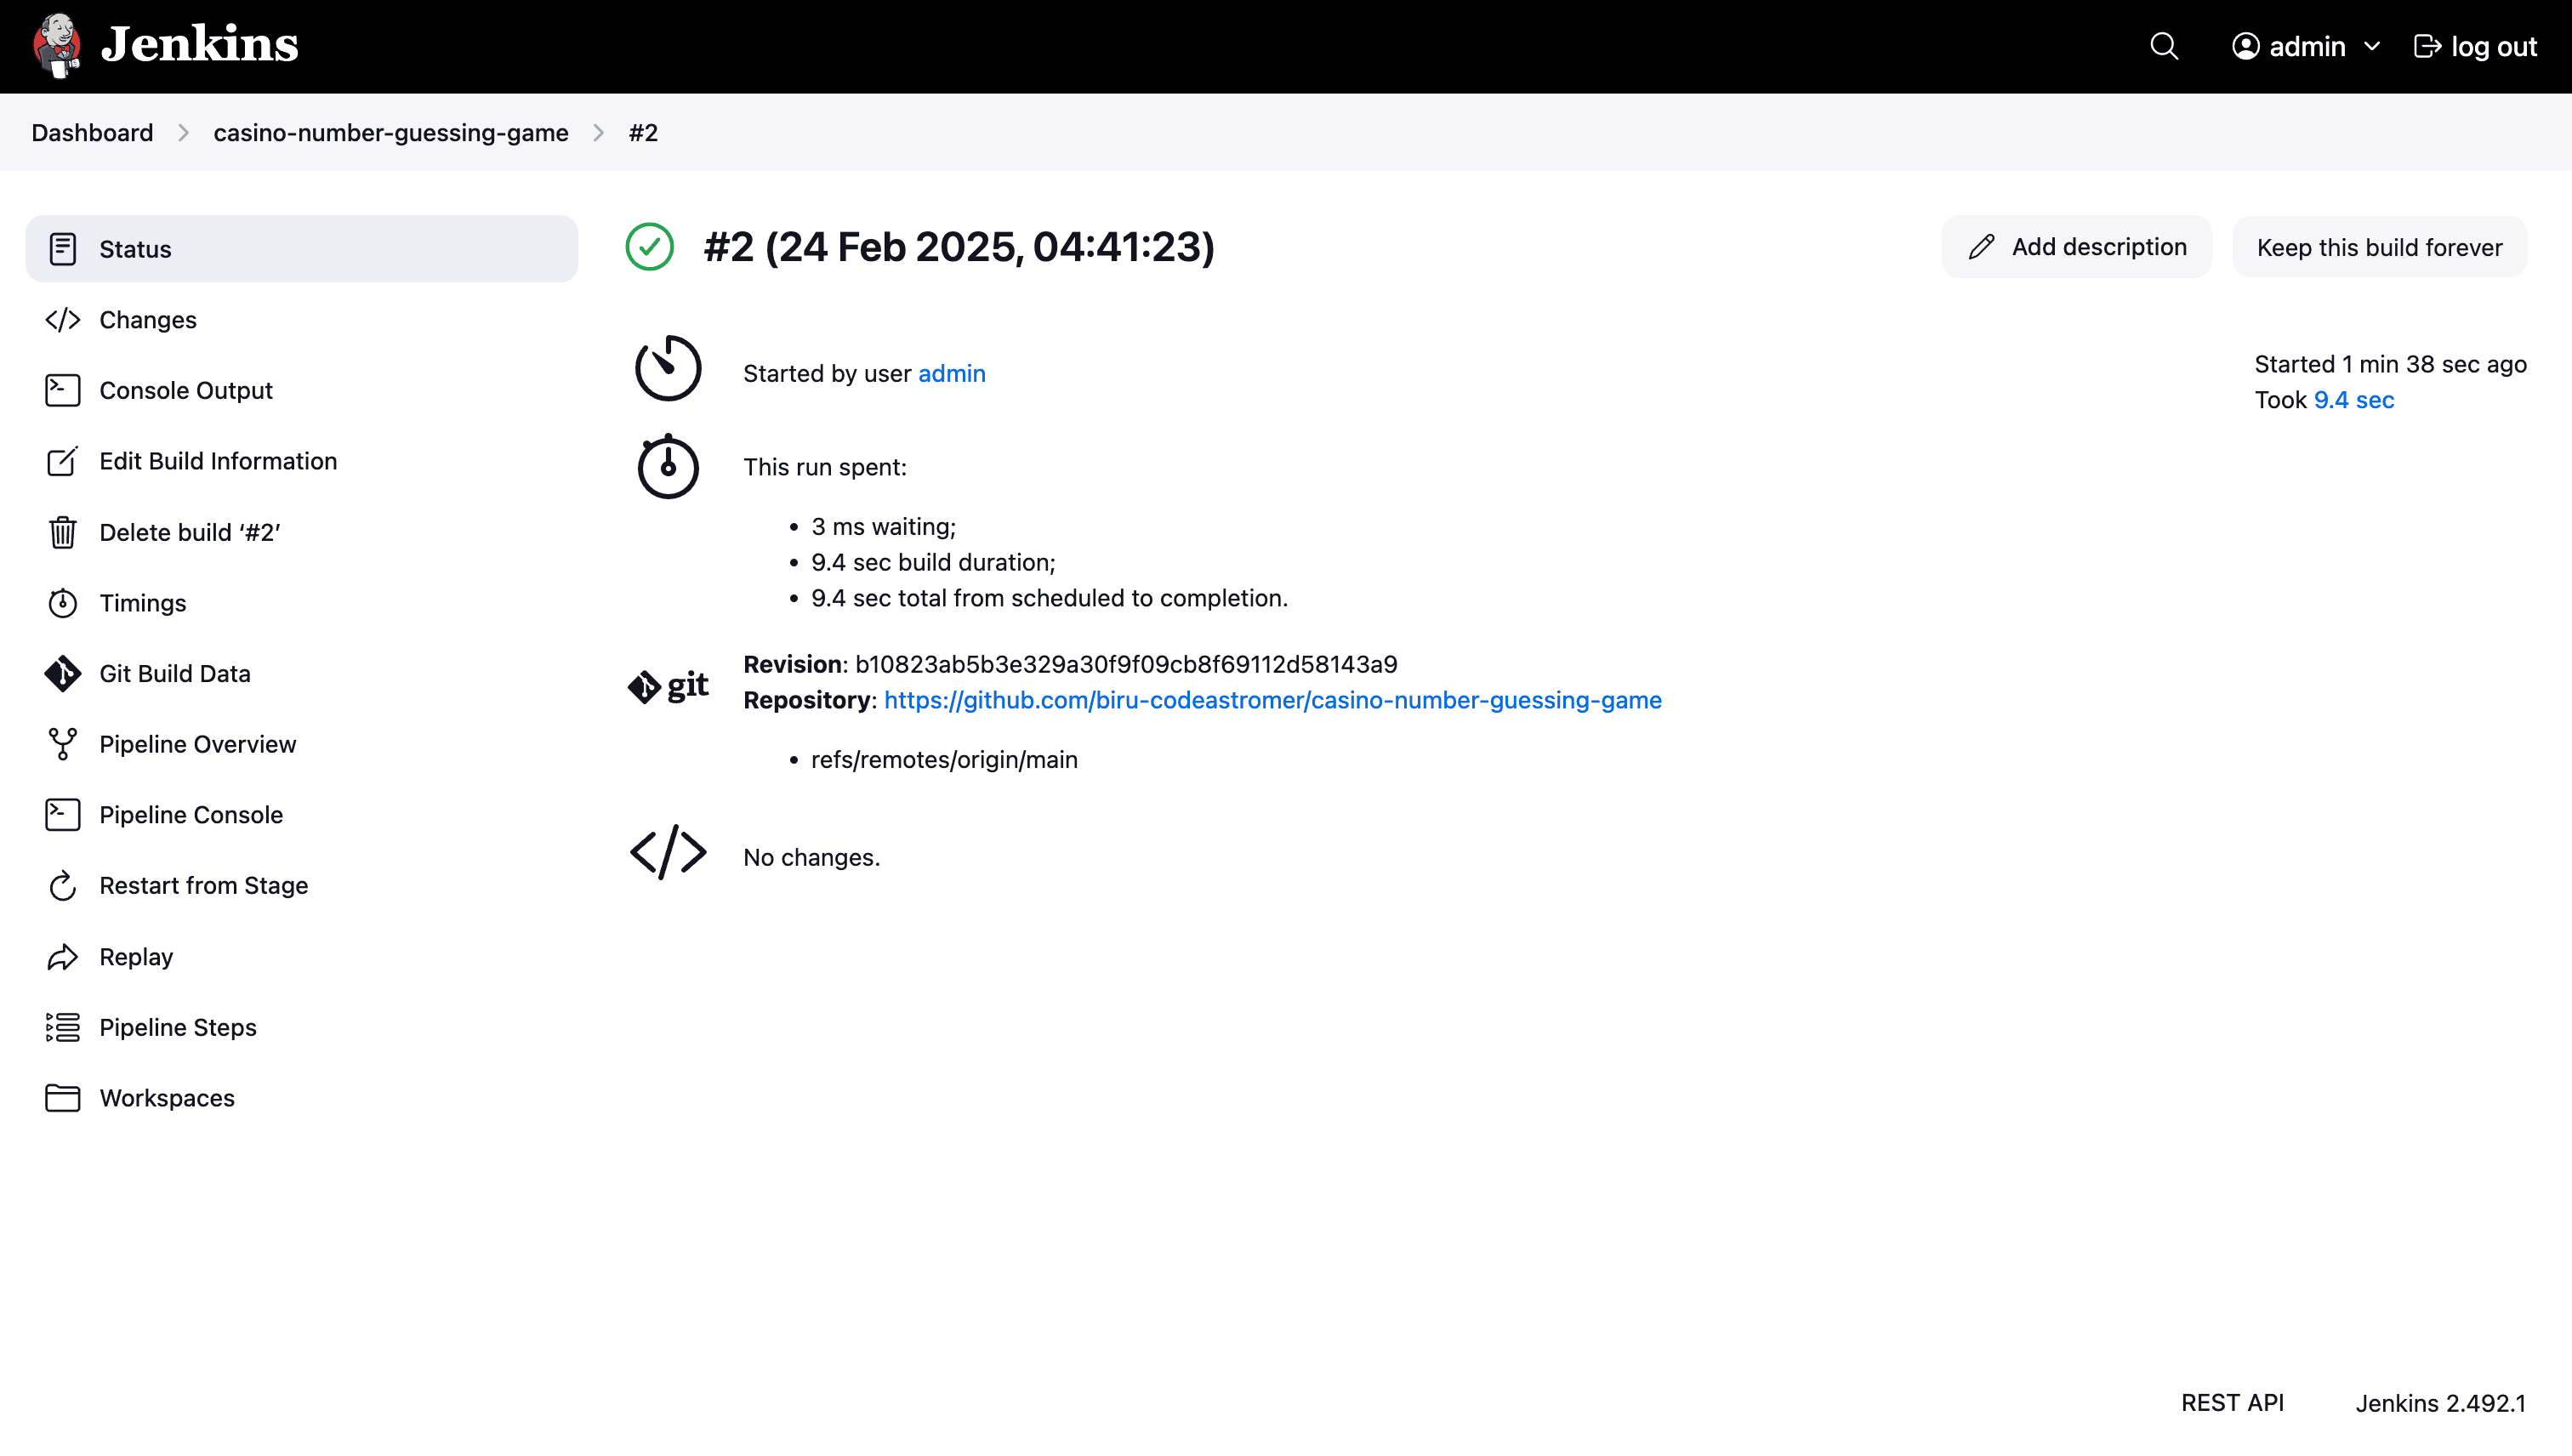 Jenkins
admin
log out
Dashboard
casino-number-guessing-game
#2
Status
Changes
Console Output
Edit Build Information
Delete build ‘#2’
Timings
Git Build Data
Pipeline Overview
Pipeline Console
Restart from Stage
Replay
Pipeline Steps
Workspaces
#2 (24 Feb 2025, 04:41:23)
Add description
Keep this build forever
Started by user admin
Started 1 min 38 sec ago
Took 9.4 sec
This run spent:
• 3 ms waiting;
• 9.4 sec build duration;
• 9.4 sec total from scheduled to completion.
git
Revision: b10823ab5b3e329a30f9f09cb8f69112d58143a9
Repository: https://github.com/biru-codeastromer/casino-number-guessing-game
• refs/remotes/origin/main
No changes.
REST API
Jenkins 2.492.1